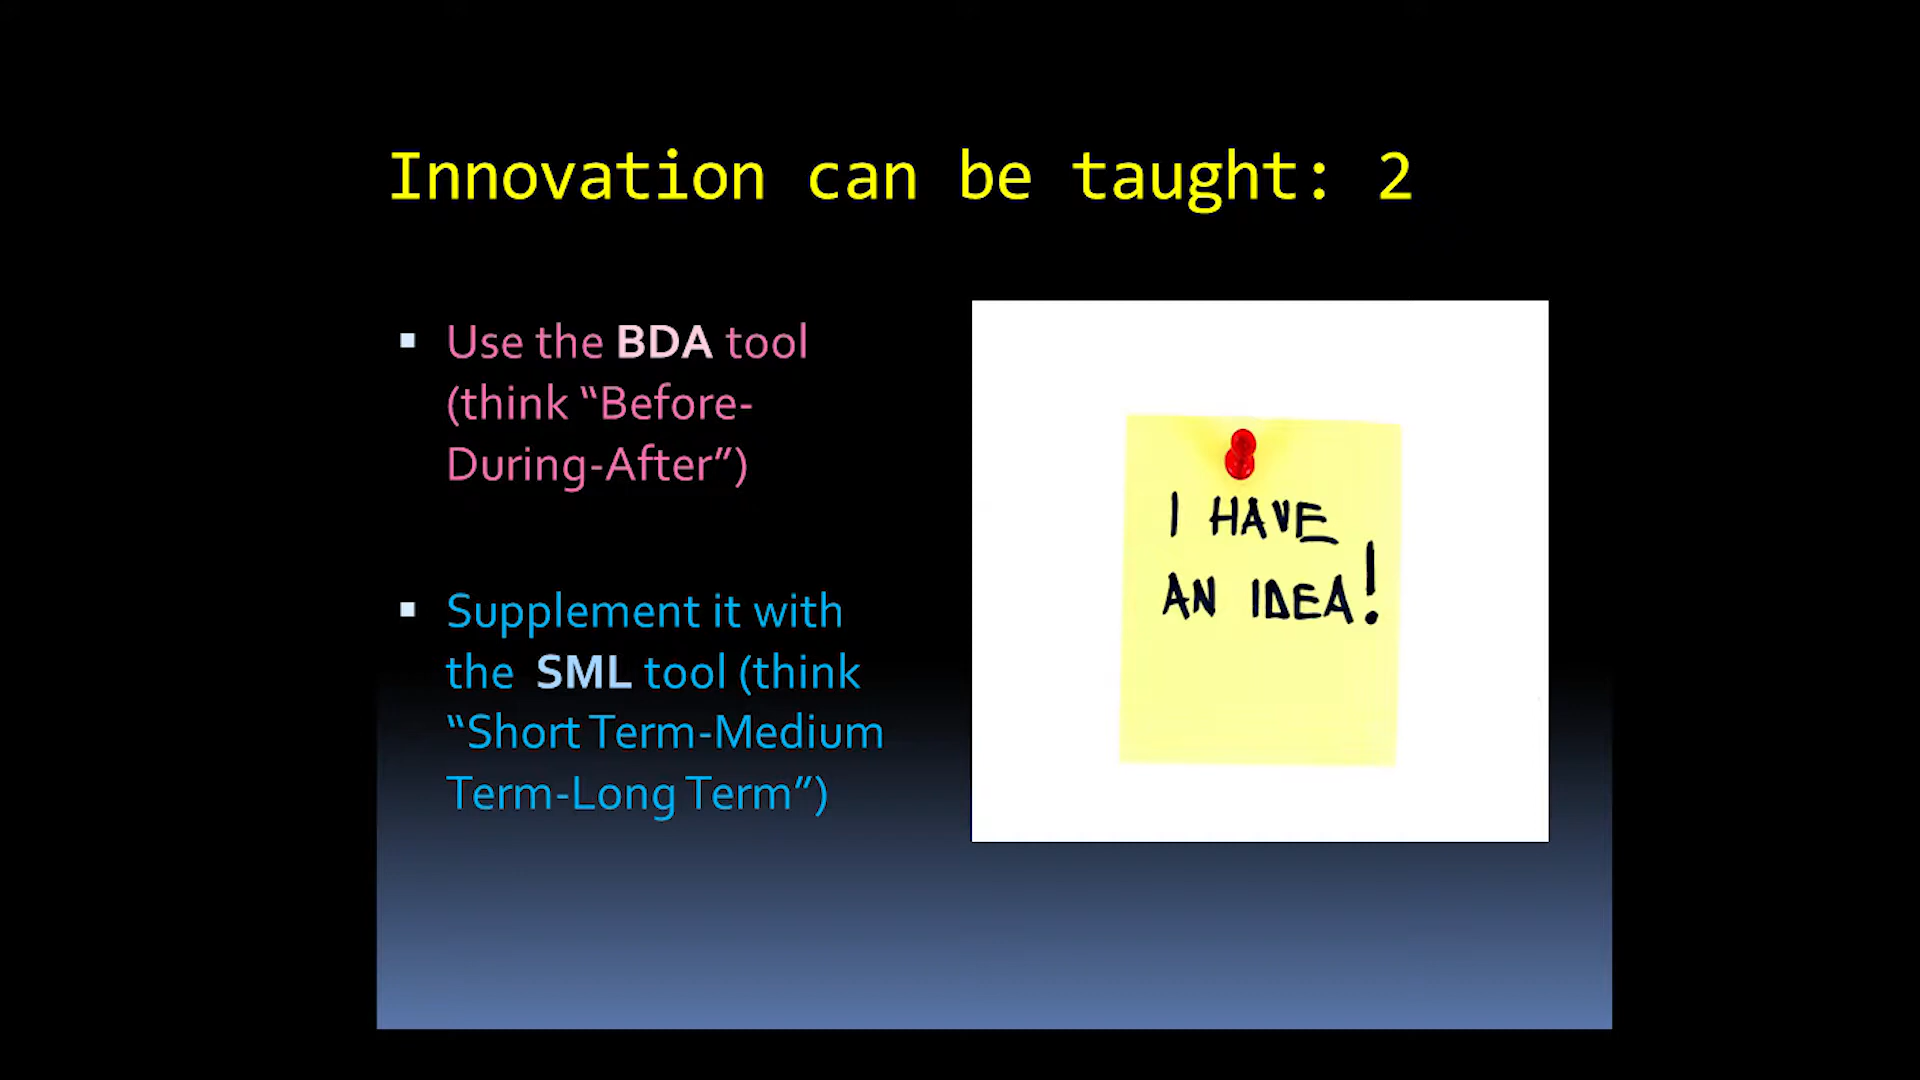 Innovation can be taught: 2
▪ Use the BDA tool
(think “Before-
During-After”)
▪ Supplement it with
the SML tool (think
“Short Term-Medium
Term-Long Term”)
I HAVE
AN IDEA!